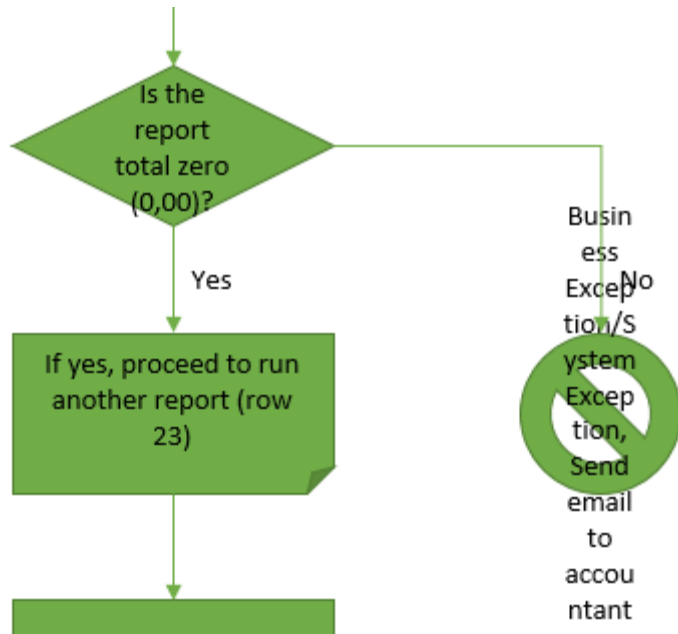 Is the
report
total zero
(0,00)?
Yes
No
If yes, proceed to run
another report (row
23)
Busin
ess
Excep
tion/S
ystem
Excep
tion,
Send
email
to
accou
ntant